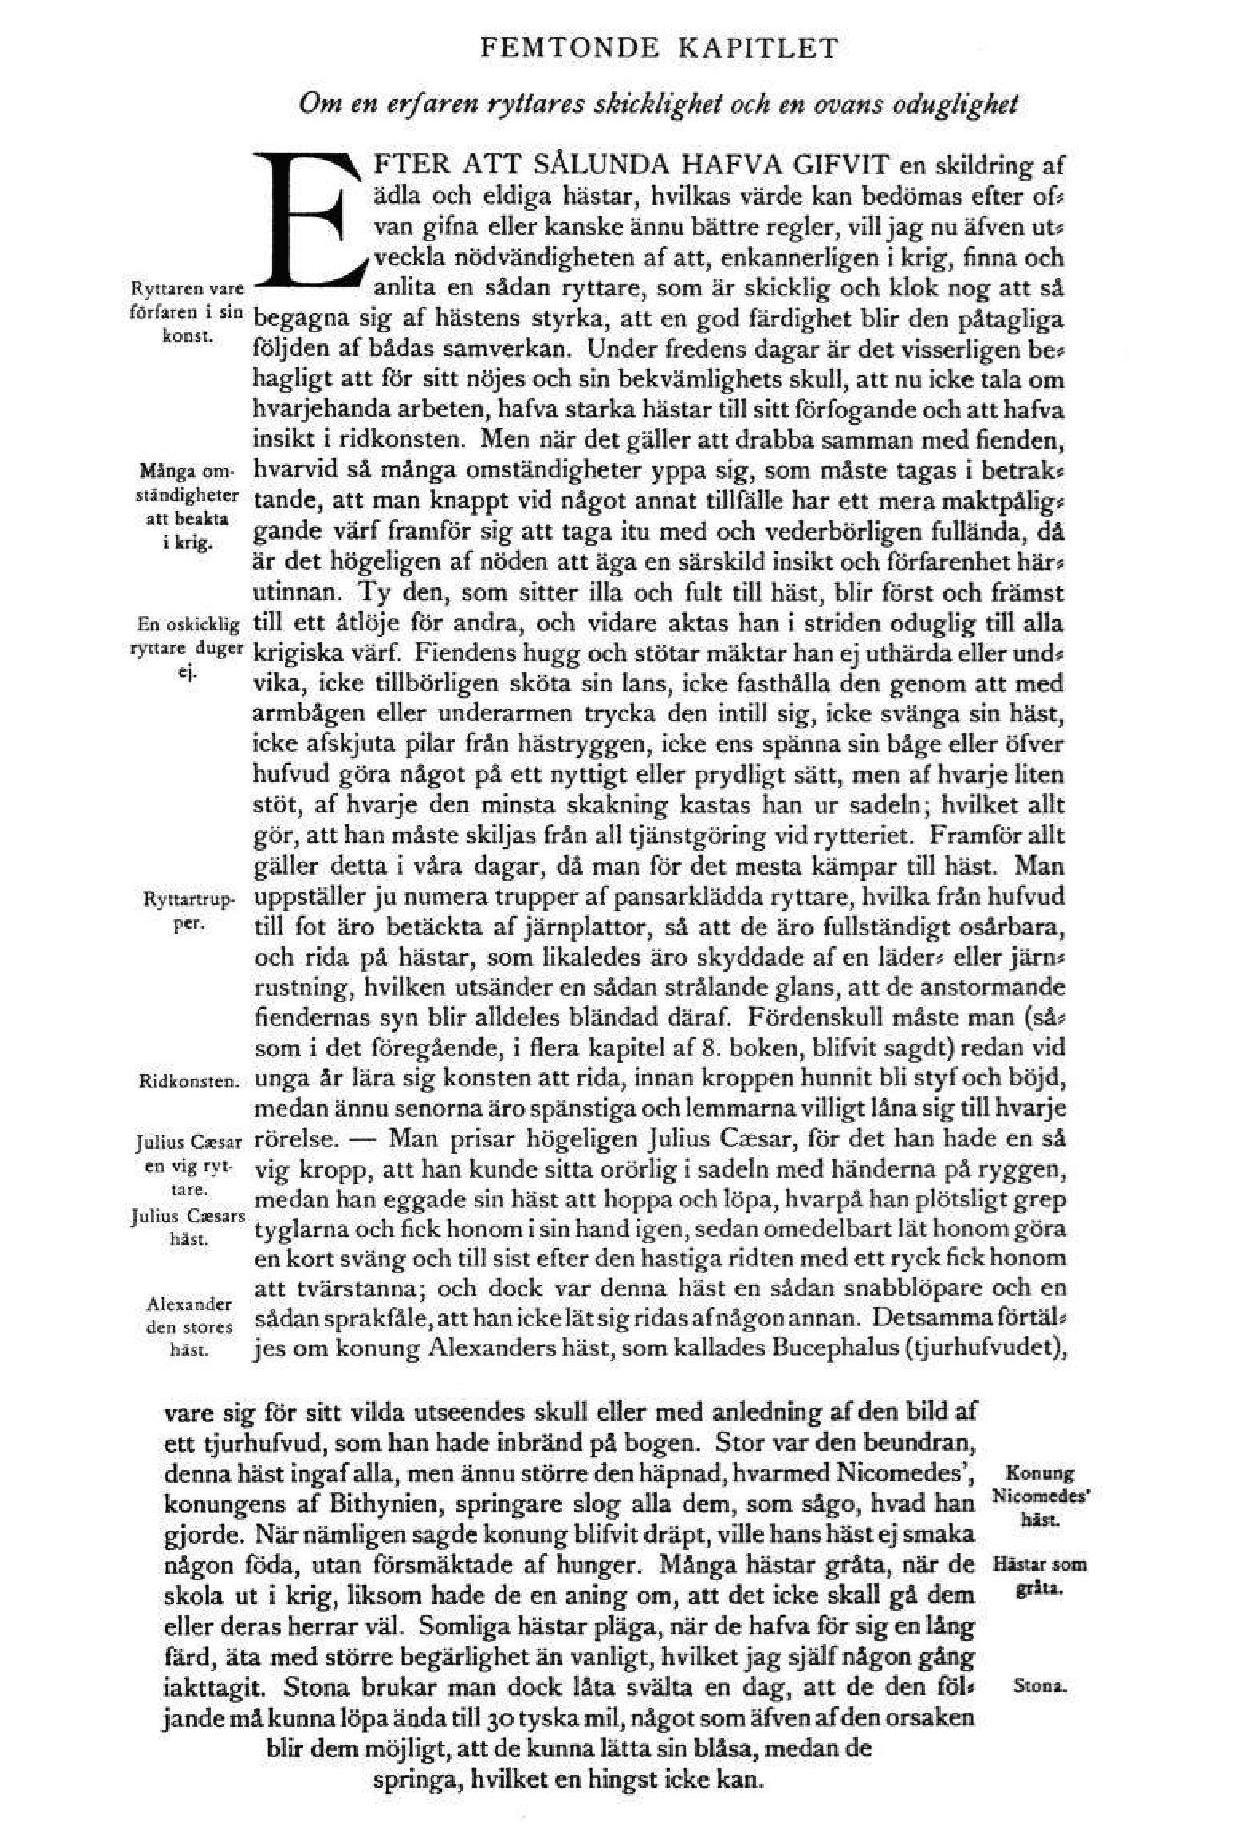 FEMTONDE KAPITLET
Om en erfaren ryttares skicklighet och en ovans oduglighet
EFTER ATT SÅLUNDA HAFVA GIFVIT en skildring af
ädla och eldiga hästar, hvilkas värde kan bedömas efter of-
van gifna eller kanske ännu bättre regler, vill jag nu äfven ut-
veckla nödvändigheten af att, enkannerligen i krig, finna och
Ryttaren vare
förfaren i sin
konst.
anlita en sådan ryttare, som är skicklig och klok nog att så
begagna sig af hästens styrka, att en god färdighet blir den påtagliga
följden af bådas samverkan. Under fredens dagar är det visserligen be-
hagligt att för sitt nöjes och sin bekvämlighets skull, att nu icke tala om
hvarjehanda arbeten, hafva starka hästar till sitt förfogande och att hafva
insikt i ridkonsten. Men när det gäller att drabba samman med fienden,
Många om-
ständigheter
att beakta
i krig.
hvarvid så många omständigheter yppa sig, som måste tagas i betrak-
tande, att man knappt vid något annat tillfälle har ett mera maktpålig-
gande värf framför sig att taga itu med och vederbörligen fullända, då
är det högeligen af nöden att äga en särskild insikt och förfarenhet här-
utinnan. Ty den, som sitter illa och fult till häst, blir först och främst
En oskicklig
ryttare duger
ej.
till ett åtlöje för andra, och vidare aktas han i striden oduglig till alla
krigiska värf. Fiendens hugg och stötar mäktar han ej uthärda eller und-
vika, icke tillbörligen sköta sin lans, icke fasthålla den genom att med
armbågen eller underarmen trycka den intill sig, icke svänga sin häst,
icke afskjuta pilar från hästryggen, icke ens spänna sin båge eller öfver
hufvud göra något på ett nyttigt eller prydligt sätt, men af hvarje liten
stöt, af hvarje den minsta skakning kastas han ur sadeln; hvilket allt
gör, att han måste skiljas från all tjänstgöring vid rytteriet. Framför allt
gäller detta i våra dagar, då man för det mesta kämpar till häst. Man
Ryttartrup-
per.
uppställer ju numera trupper af pansarklädda ryttare, hvilka från hufvud
till fot äro betäckta af järnplattor, så att de äro fullständigt osårbara,
och rida på hästar, som likaledes äro skyddade af en läder- eller järn-
rustning, hvilken utsänder en sådan strålande glans, att de anstormande
fiendernas syn blir alldeles bländad däraf. Fördenskull måste man (så-
som i det föregående, i flera kapitel af 8. boken, blifvit sagdt) redan vid
Ridkonsten.
unga år lära sig konsten att rida, innan kroppen hunnit bli styf och böjd,
medan ännu senorna äro spänstiga och lemmarna villigt låna sig till hvarje
Julius Cæsar
en vig ryt-
tare.
rörelse. — Man prisar högeligen Julius Cæsar, för det han hade en så
vig kropp, att han kunde sitta orörlig i sadeln med händerna på ryggen,
medan han eggade sin häst att hoppa och löpa, hvarpå han plötsligt grep
Julius Cæsars
häst.
tyglarna och fick honom i sin hand igen, sedan omedelbart lät honom göra
en kort sväng och till sist efter den hastiga ridten med ett ryck fick honom
att tvärstanna; och dock var denna häst en sådan snabblöpare och en
Alexander
den stores
häst.
sådan sprakfåle, att han icke lät sig ridas af någon annan. Detsamma förtäl-
jes om konung Alexanders häst, som kallades Bucephalus (tjurhufvudet),
vare sig för sitt vilda utseendes skull eller med anledning af den bild af
ett tjurhufvud, som han hade inbränd på bogen. Stor var den beundran,
denna häst ingaf alla, men ännu större den häpnad, hvarmed Nicomedes',
Konung
Nicomedes'
häst.
konungens af Bithynien, springare slog alla dem, som sågo, hvad han
gjorde. När nämligen sagde konung blifvit dräpt, ville hans häst ej smaka
någon föda, utan försmäktade af hunger. Många hästar gråta, när de
Hästar som
gråta.
skola ut i krig, liksom hade de en aning om, att det icke skall gå dem
eller deras herrar väl. Somliga hästar pläga, när de hafva för sig en lång
färd, äta med större begärlighet än vanligt, hvilket jag själf någon gång
iakttagit. Stona brukar man dock låta svälta en dag, att de den föl-
Stona.
jande må kunna löpa ända till 30 tyska mil, något som äfven af den orsaken
blir dem möjligt, att de kunna lätta sin blåsa, medan de
springa, hvilket en hingst icke kan.